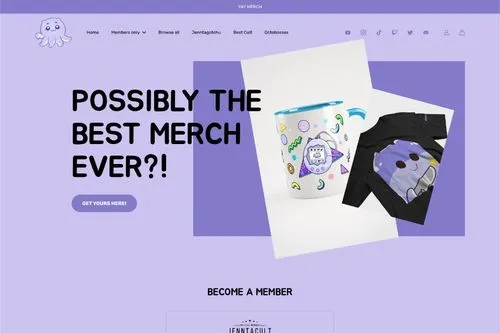 YAY MERCH
Home
Members only
Browse all
Jenntagotchi
Best Cult
Octobosses
POSSIBLY THE
BEST MERCH
EVER?!
GET YOURS HERE!
BECOME A MEMBER
JENNTACULT